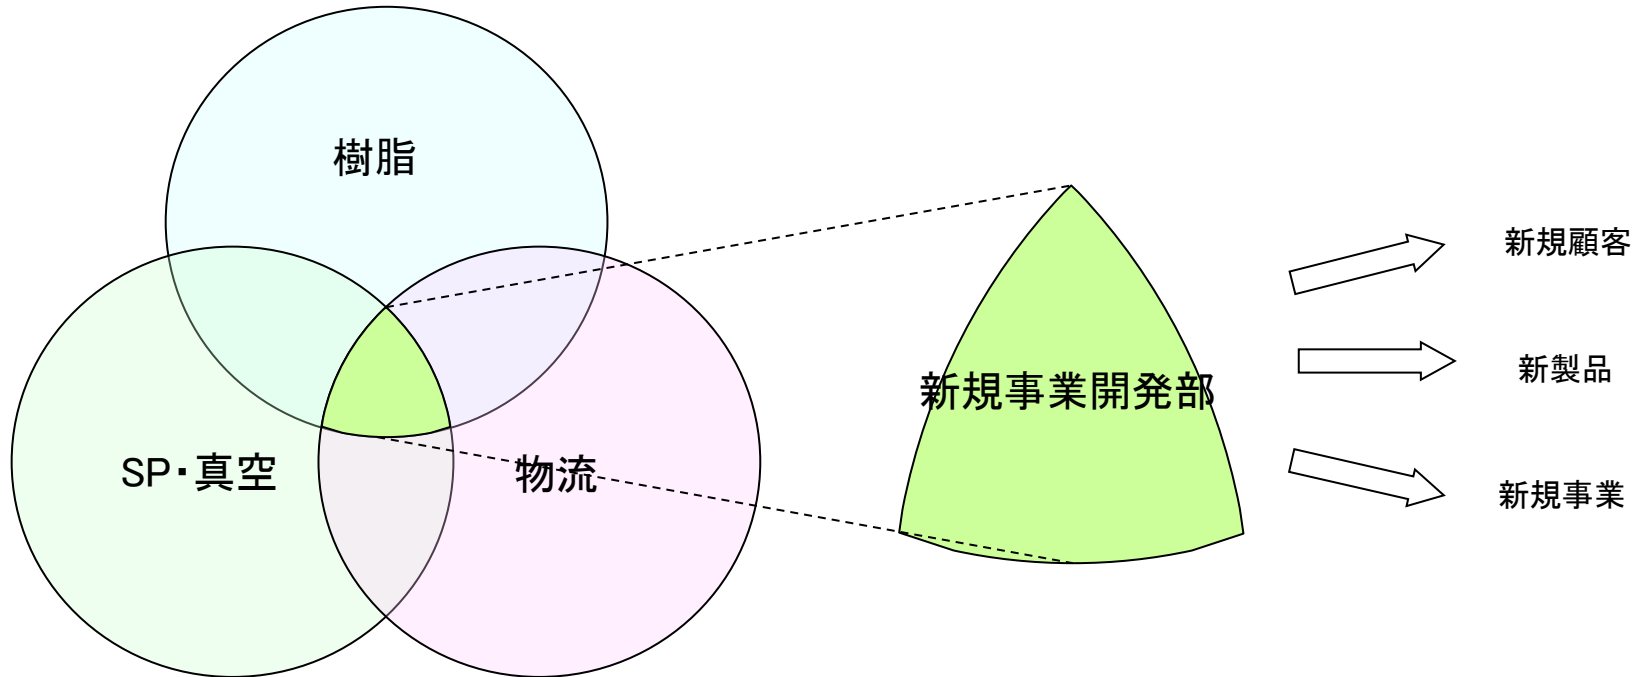 樹脂
SP・真空
物流
新規事業開発部
新規顧客
新製品
新規事業